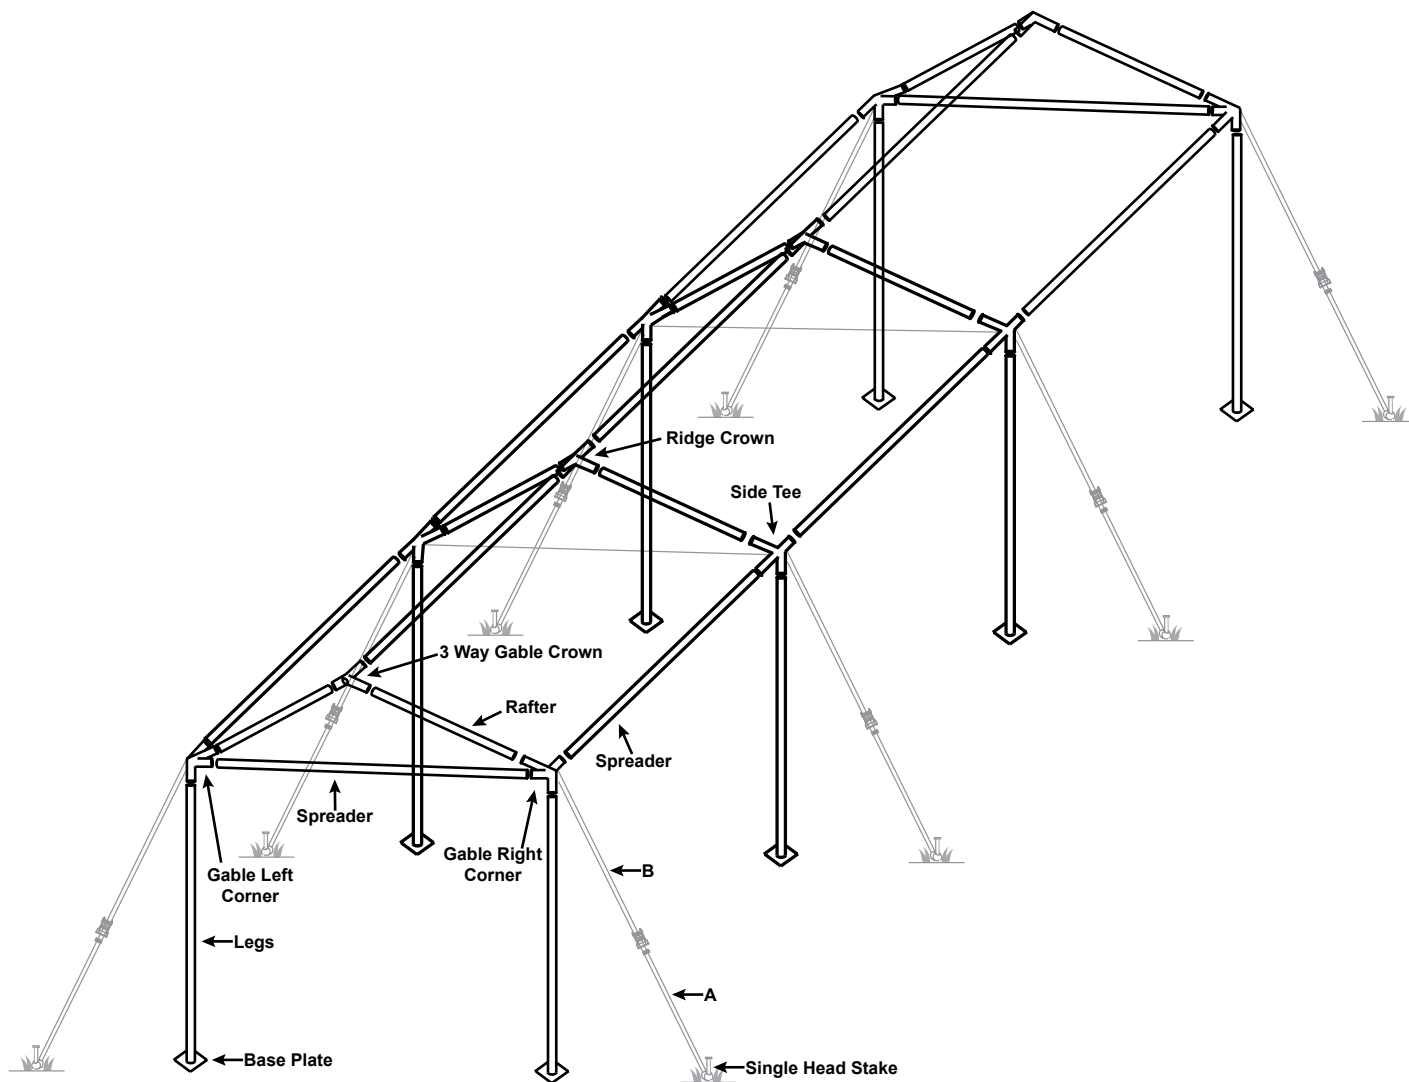 Ridge Crown
Side Tee
3 Way Gable Crown
Rafter
Spreader
Spreader
Gable Left
Corner
Gable Right
Corner
B
Legs
A
Base Plate
Single Head Stake